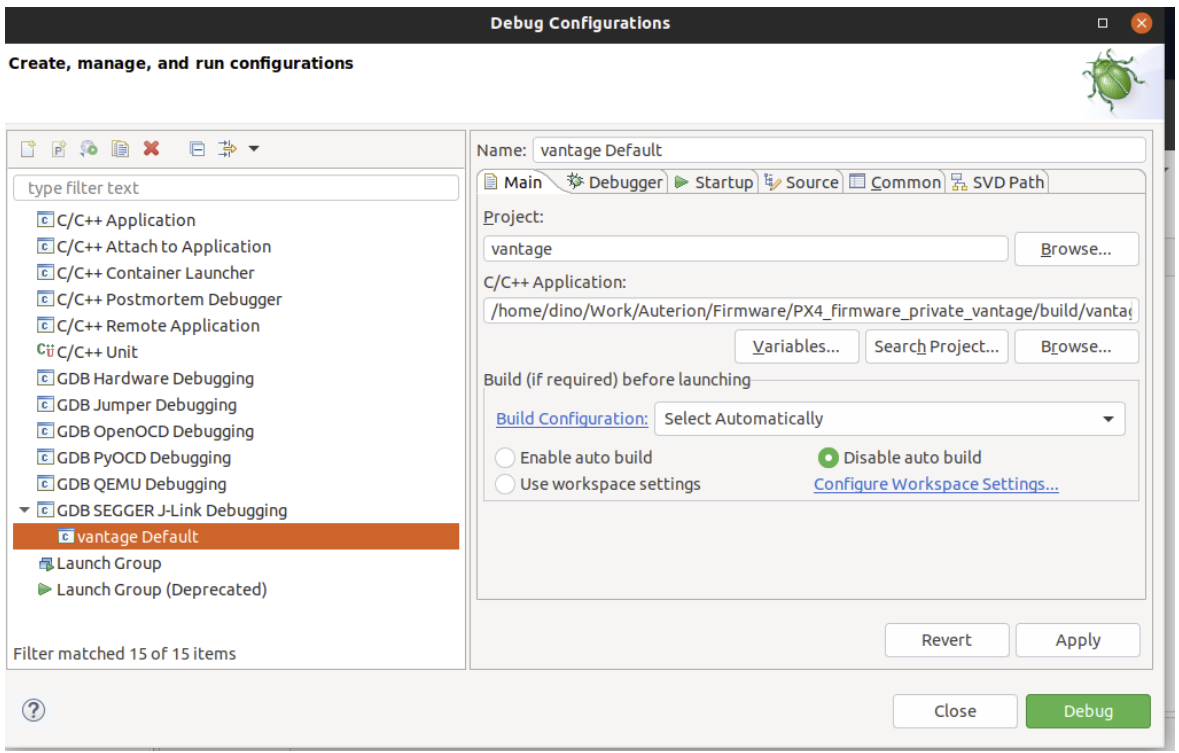 Debug Configurations
Create, manage, and run configurations
type filter text
C/C++ Application
C/C++ Attach to Application
C/C++ Container Launcher
C/C++ Postmortem Debugger
C/C++ Remote Application
C/C++ Unit
GDB Hardware Debugging
GDB Jumper Debugging
GDB OpenOCD Debugging
GDB PyOCD Debugging
GDB QEMU Debugging
GDB SEGGER J-Link Debugging
vantage Default
Launch Group
Launch Group (Deprecated)
Filter matched 15 of 15 items
Name: vantage Default
Main Debugger Startup Source Common SVD Path
Project:
vantage Browse...
C/C++ Application:
/home/dino/Work/Auterion/Firmware/PX4_firmware_private_vantage/build/vanta
Variables... Search Project... Browse...
Build (if required) before launching
Build Configuration: Select Automatically
Enable auto build Disable auto build
Use workspace settings Configure Workspace Settings...
Revert Apply
Close Debug